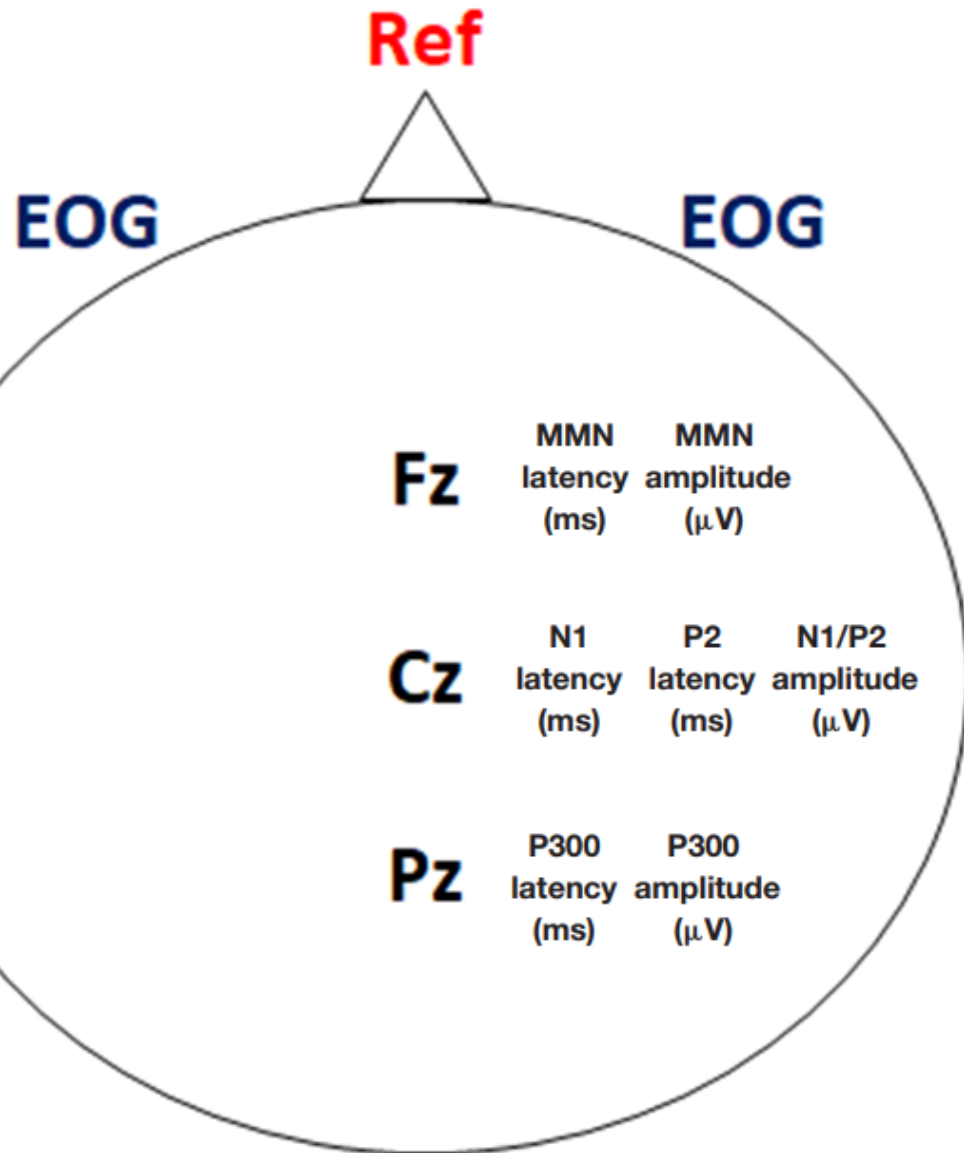 Ref
EOG EOG
MMN MMN
Fz latency amplitude
(ms) (μV)
N1 P2 N1/P2
Cz latency latency amplitude
(ms) (ms) (μV)
P300 P300
Pz latency amplitude
(ms) (μV)